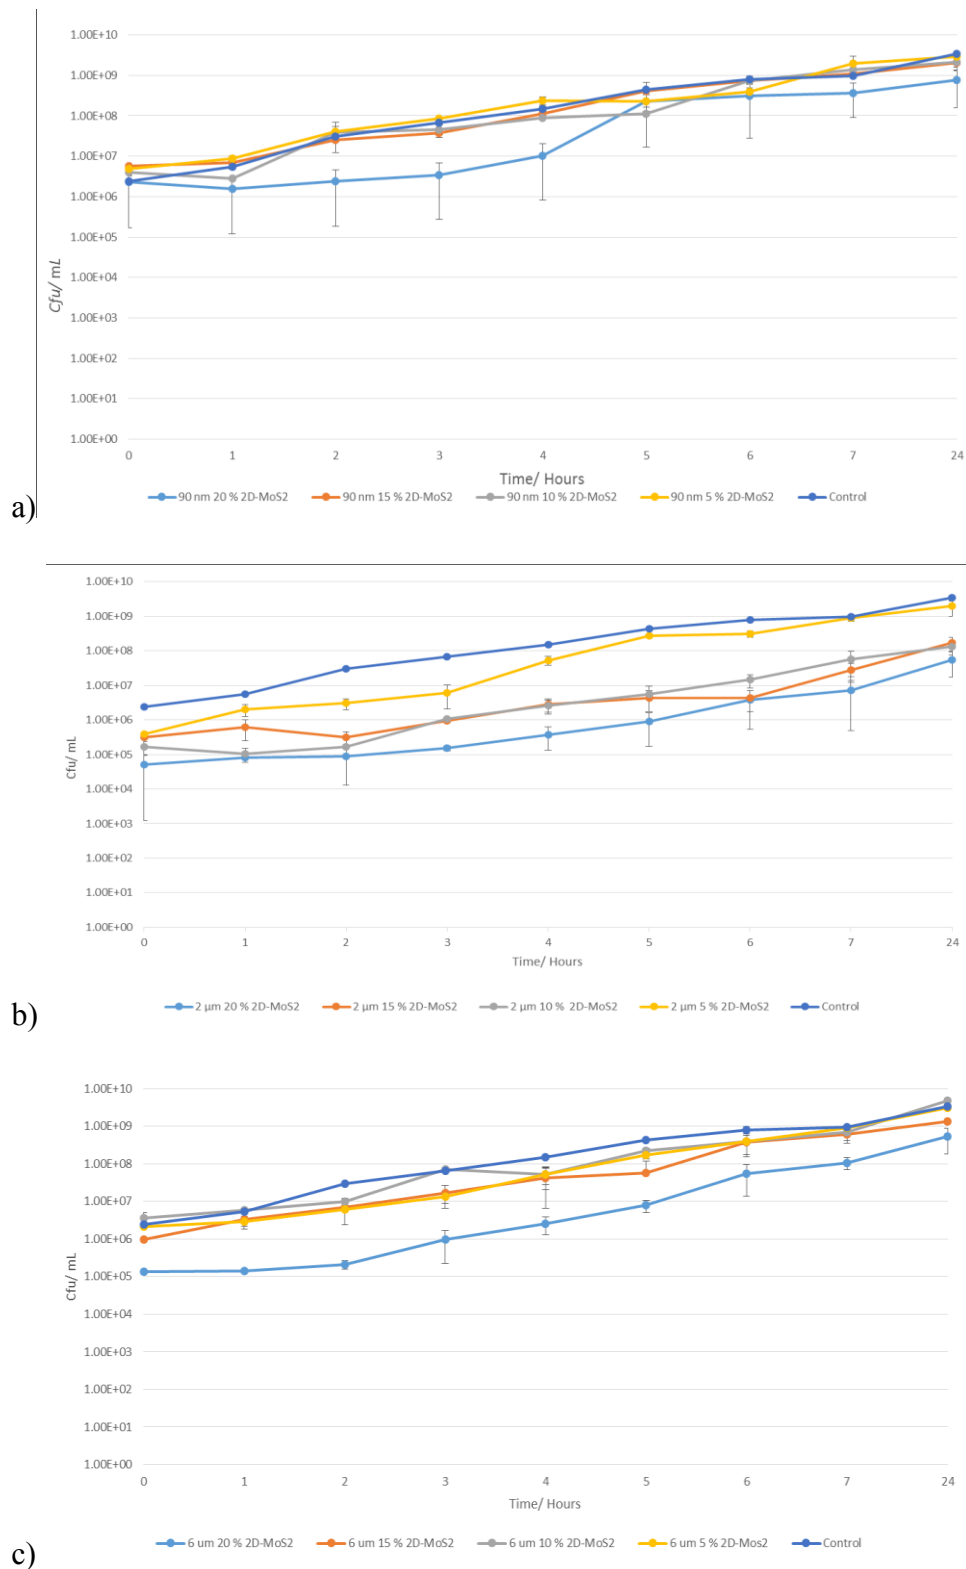 1.00E+10
1.00E+09
1.00E+08
1.00E+07
1.00E+06
1.00E+05
1.00E+04
1.00E+03
1.00E+02
1.00E+01
1.00E+00
Cfu/ mL
0 1 2 3 4 5 6 7 24
Time/ Hours
90 nm 20 % 2D-MoS2 90 nm 15 % 2D-MoS2 90 nm 10 % 2D-MoS2 90 nm 5 % 2D-MoS2 Control
a)
1.00E+10
1.00E+09
1.00E+08
1.00E+07
1.00E+06
1.00E+05
1.00E+04
1.00E+03
1.00E+02
1.00E+01
1.00E+00
Cfu/ mL
0 1 2 3 4 5 6 7 24
Time/ Hours
2 µm 20 % 2D-MoS2 2 µm 15 % 2D-MoS2 2 µm 10 % 2D-MoS2 2 µm 5 % 2D-MoS2 Control
b)
1.00E+10
1.00E+09
1.00E+08
1.00E+07
1.00E+06
1.00E+05
1.00E+04
1.00E+03
1.00E+02
1.00E+01
1.00E+00
Cfu/ mL
0 1 2 3 4 5 6 7 24
Time/ Hours
6 um 20 % 2D-MoS2 6 um 15 % 2D-MoS2 6 um 10 % 2D-MoS2 6 um 5 % 2D-Mos2 Control
c)